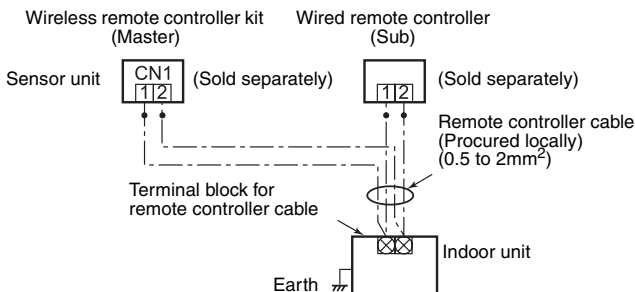 Wireless remote controller kit
(Master)
Wired remote controller
(Sub)
Sensor unit
CN1
1 2
(Sold separately)
1 2
(Sold separately)
Remote controller cable
(Procured locally)
(0.5 to 2mm²)
Terminal block for
remote controller cable
Indoor unit
Earth